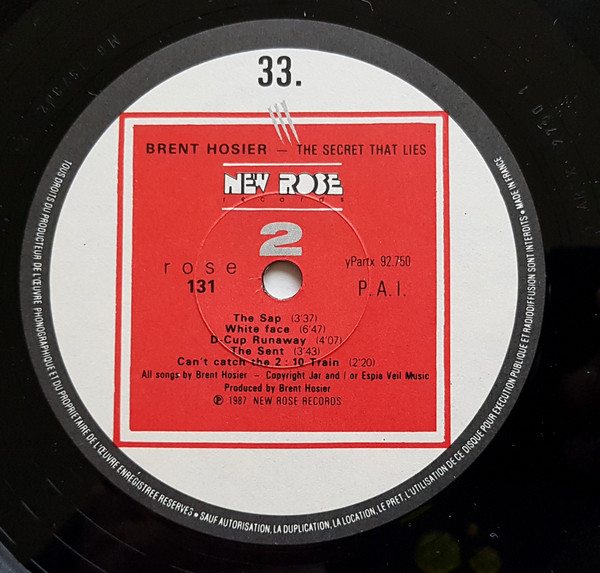 33.
BRENT HOSIER – THE SECRET THAT LIES
NEW ROSE
records
2
rose
131
yPartx 92.750
P.A.I.
The Sap (3'37)
White face (6'47)
D-Cup Runaway (4'07)
The Sent (3'43)
Can't catch the 2 : 10 Train (2'20)
All songs by Brent Hosier – Copyright Jar and / or Espia Veil Music
Produced by Brent Hosier
℗ 1987 NEW ROSE RECORDS
TOUS DROITS DU PRODUCTEUR DE L'ŒUVRE PHONOGRAPHIQUE ET DU PROPRIETAIRE DE L'ŒUVRE ENREGISTREE RESERVES ● SAUF AUTORISATION, LA DUPLICATION, LA LOCATION, LE PRET, L'UTILISATION DE CE DISQUE POUR EXECUTION PUBLIQUE ET RADIODIFFUSION SONT INTERDITS ● MADE IN FRANCE